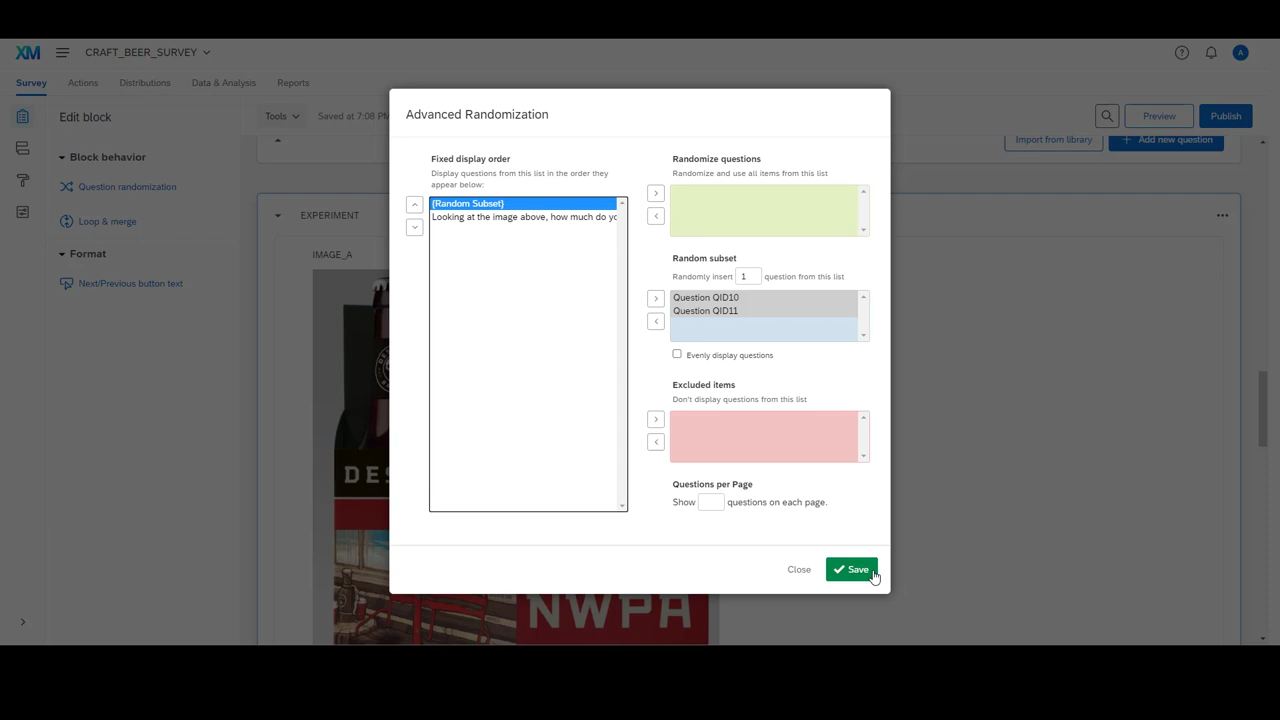 XM
CRAFT_BEER_SURVEY
?
A
Survey
Actions
Distributions
Data & Analysis
Reports
Edit block
Tools
Saved at 7:08 PM
Preview
Publish
Block behavior
Question randomization
Loop & merge
Format
Next/Previous button text
Import from library
+ Add new question
EXPERIMENT
IMAGE_A
DES
NWPA
Advanced Randomization
Fixed display order
Display questions from this list in the order they
appear below:
{Random Subset}
Looking at the image above, how much do yo
Randomize questions
Randomize and use all items from this list
Random subset
Randomly insert 1 question from this list
Question QID10
Question QID11
Evenly display questions
Excluded items
Don't display questions from this list
Questions per Page
Show questions on each page.
Close
Save